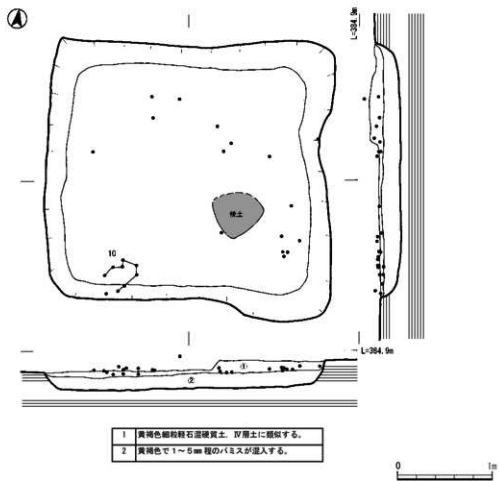 L=384.9m
焼土
10
L=384.9m
①
②
1 黄褐色細粒軽石混硬質土、Ⅳ層土に類似する。
2 黄褐色で1~5mm程のパミスが混入する。
0 1m